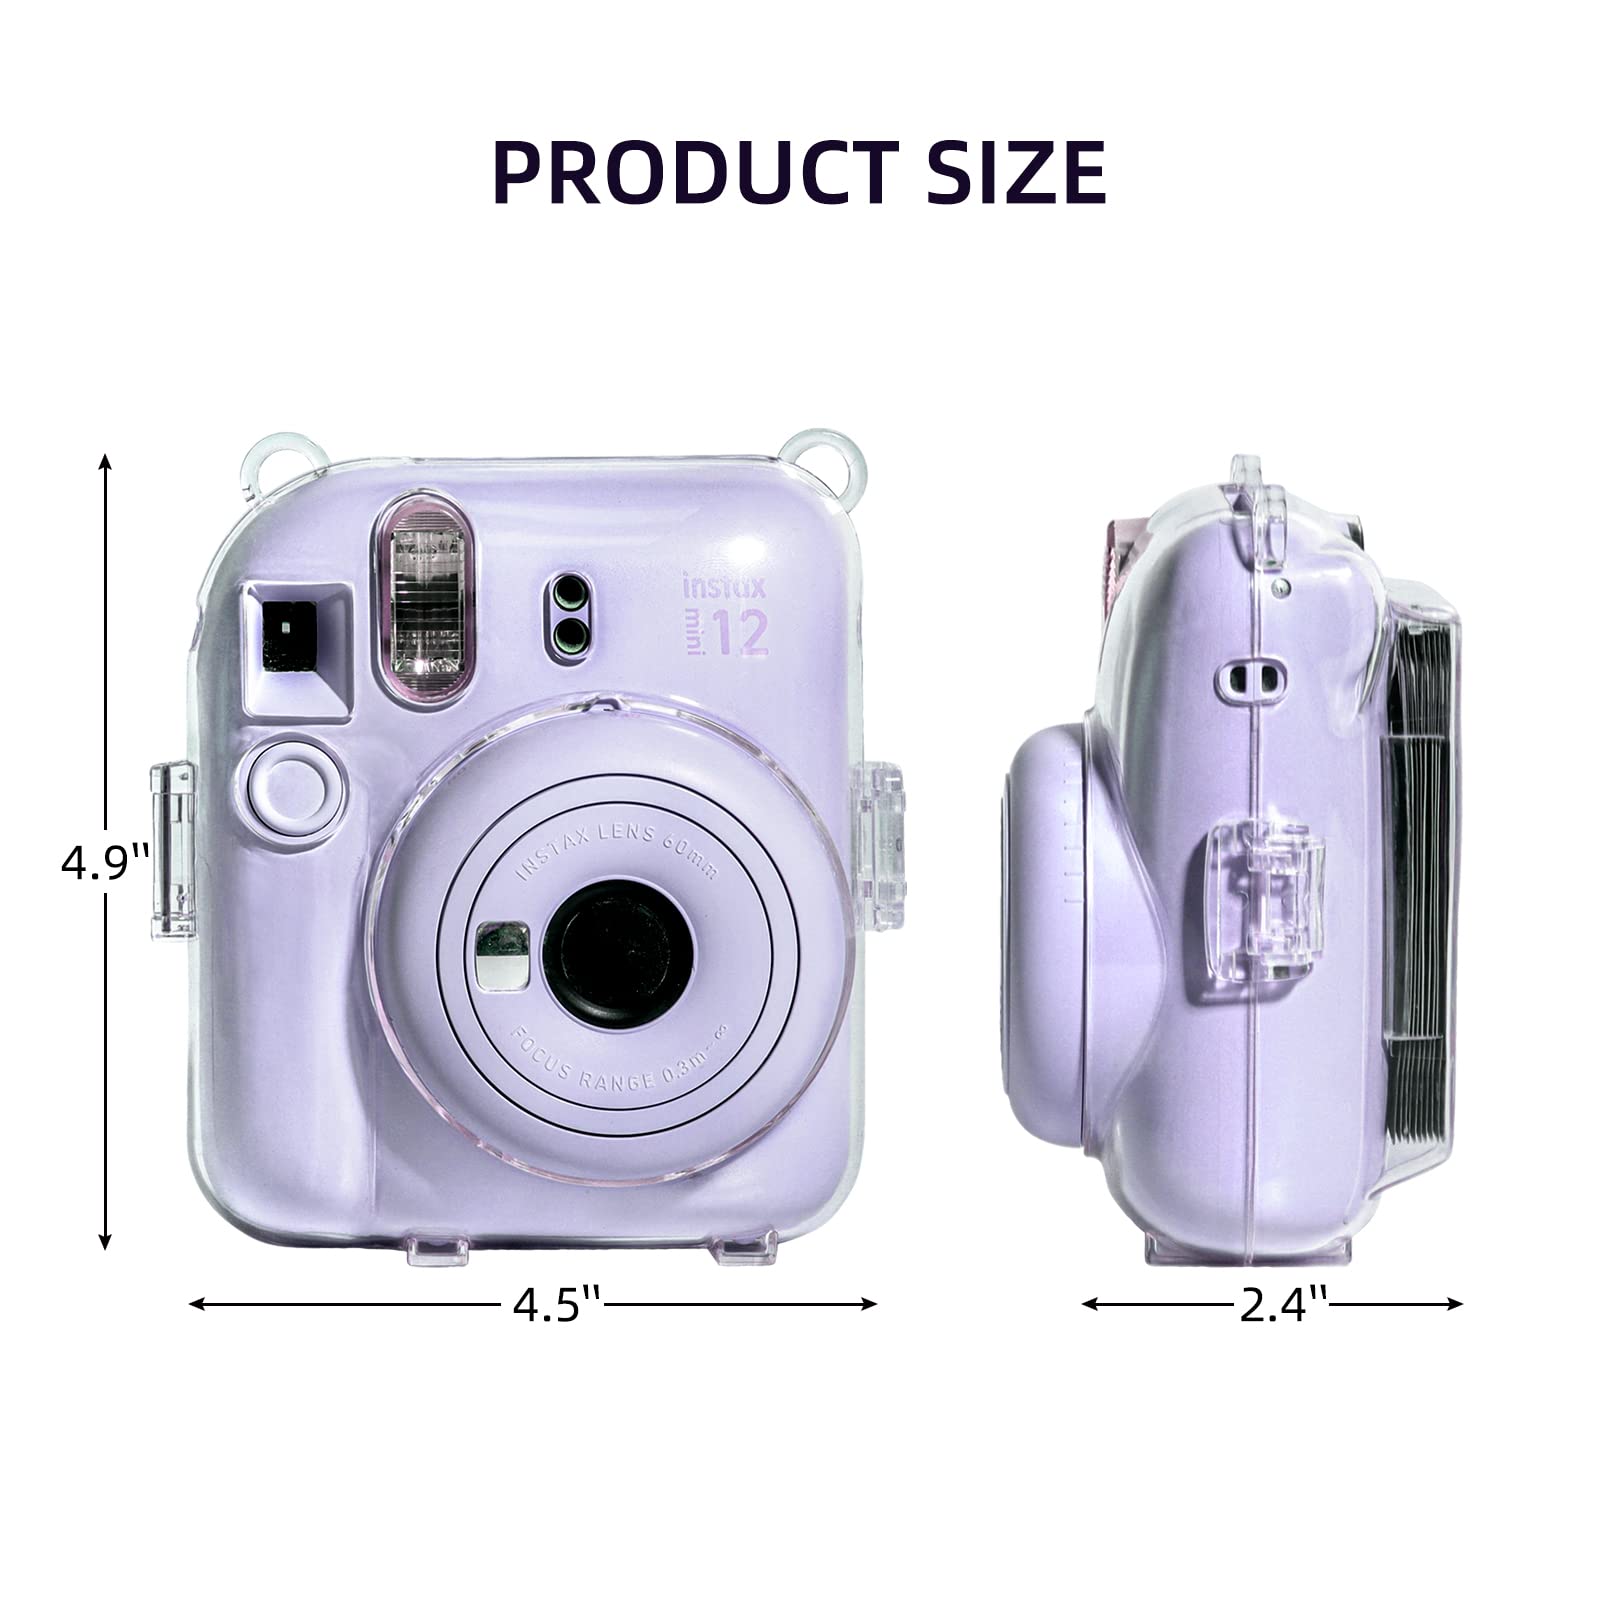 PRODUCT SIZE
instax
mini 12
INSTAX LENS 60mm
FOCUS RANGE 0.3m~∞
4.9"
4.5"
2.4"